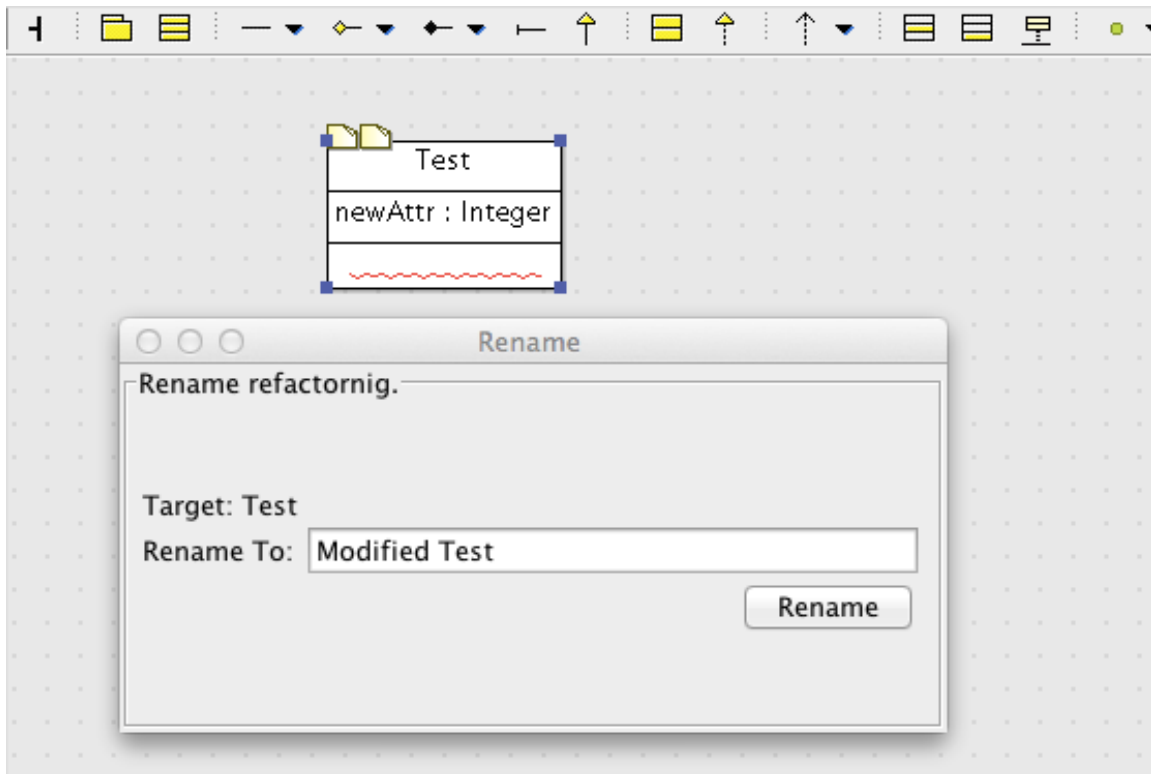 Test
newAttr : Integer
Rename
Rename refactornig.
Target: Test
Rename To: Modified Test
Rename